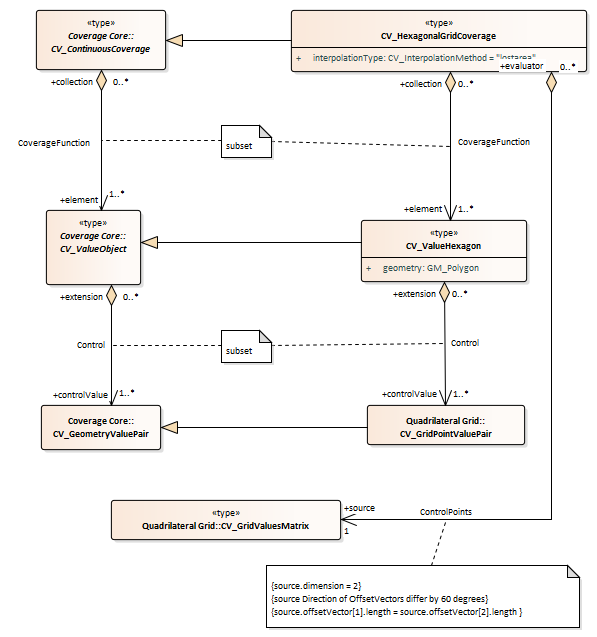 «type»
Coverage Core::
CV_ContinuousCoverage
«type»
CV_HexagonalGridCoverage
+ interpolationType: CV_InterpolationMethod = "lostarea"
+evaluator 0..*
+collection 0..*
+collection 0..*
CoverageFunction
subset
CoverageFunction
+element 1..*
+element 1..*
«type»
Coverage Core::
CV_ValueObject
«type»
CV_ValueHexagon
+ geometry: GM_Polygon
+extension 0..*
+extension 0..*
Control
subset
Control
+controlValue 1..*
+controlValue 1..*
Coverage Core::
CV_GeometryValuePair
Quadrilateral Grid::
CV_GridPointValuePair
«type»
Quadrilateral Grid::CV_GridValuesMatrix
+source
1
ControlPoints
{source.dimension = 2}
{source Direction of OffsetVectors differ by 60 degrees}
{source.offsetVector[1].length = source.offsetVector[2].length }